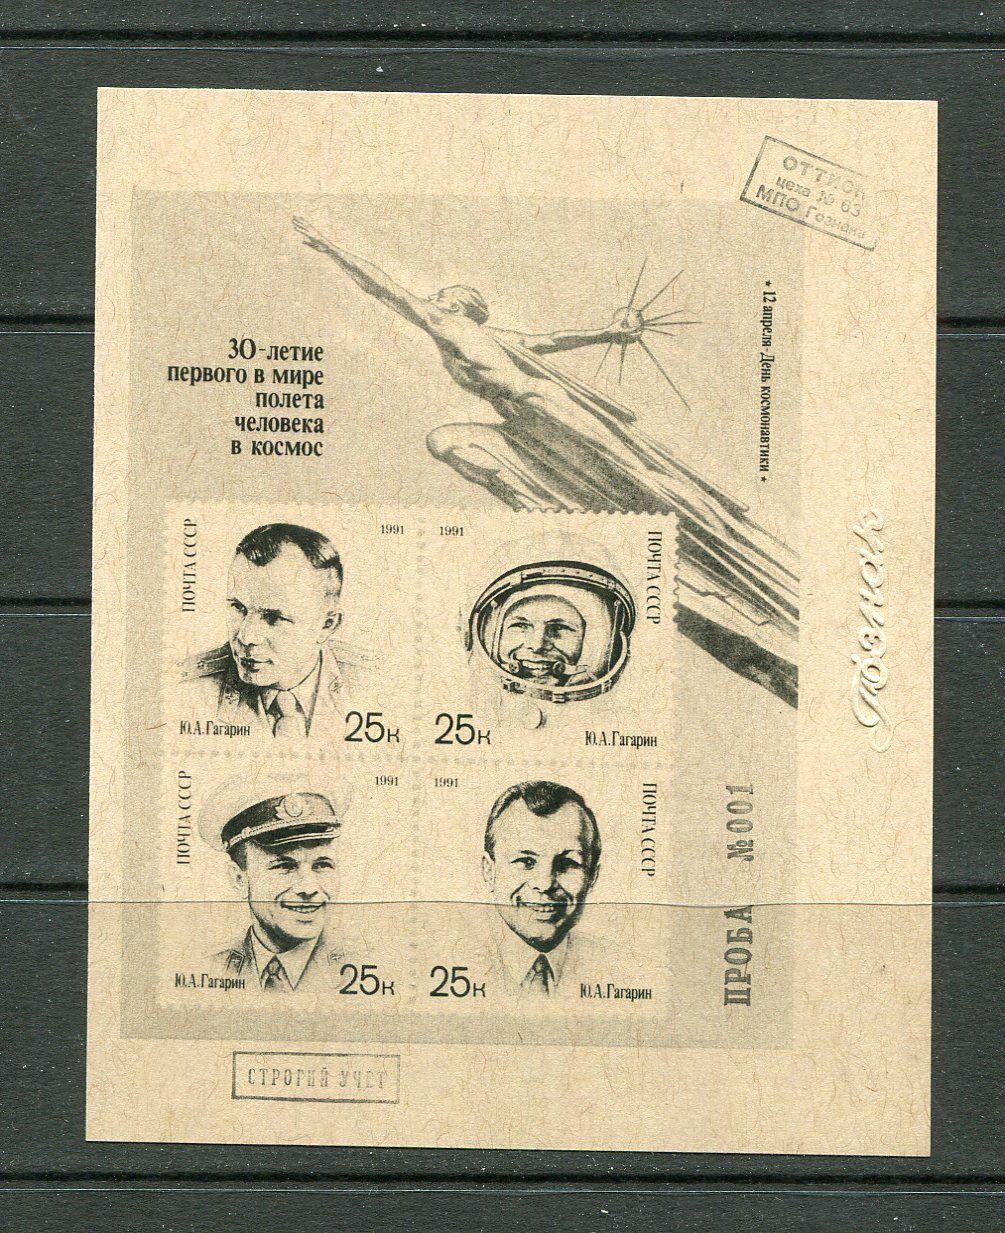 ОТТИСК
цеха № 63
МПО Гознака
30-летие
первого в мире
полета
человека
в космос
* 12 апреля - День космонавтики *
Гознак
ПОЧТА СССР
1991
Ю.А.Гагарин
25к
1991
ПОЧТА СССР
25к
Ю.А.Гагарин
ПОЧТА СССР
1991
Ю.А.Гагарин
25к
1991
ПОЧТА СССР
25к
Ю.А.Гагарин
ПРОБА №001
СТРОГИЙ УЧЕТ